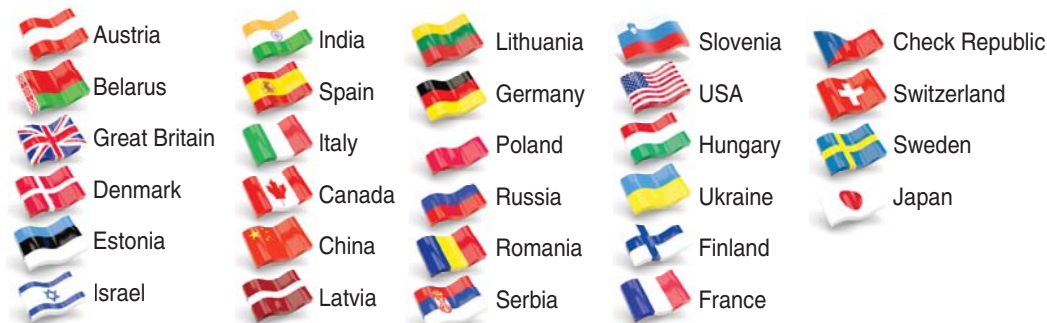 Austria
Belarus
Great Britain
Denmark
Estonia
Israel
India
Spain
Italy
Canada
China
Latvia
Lithuania
Germany
Poland
Russia
Romania
Serbia
Slovenia
USA
Hungary
Ukraine
Finland
France
Check Republic
Switzerland
Sweden
Japan